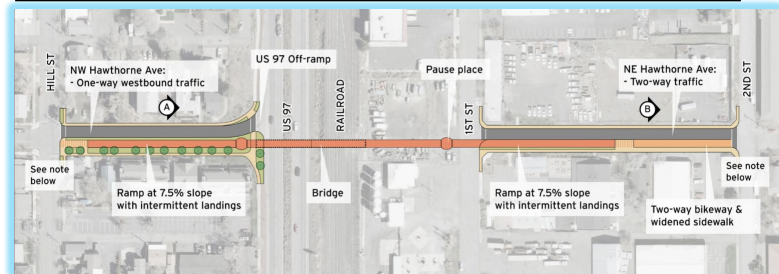 HILL ST
NW Hawthorne Ave:
- One-way westbound traffic
A
US 97 Off-ramp
US 97
RAILROAD
Pause place
1ST ST
NE Hawthorne Ave:
- Two-way traffic
B
2ND ST
See note
below
Ramp at 7.5% slope
with intermittent landings
Bridge
Ramp at 7.5% slope
with intermittent landings
See note
below
Two-way bikeway &
widened sidewalk